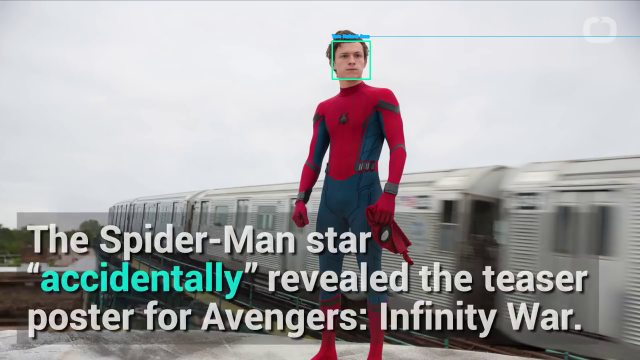 The Spider-Man star
“accidentally” revealed the teaser
poster for Avengers: Infinity War.